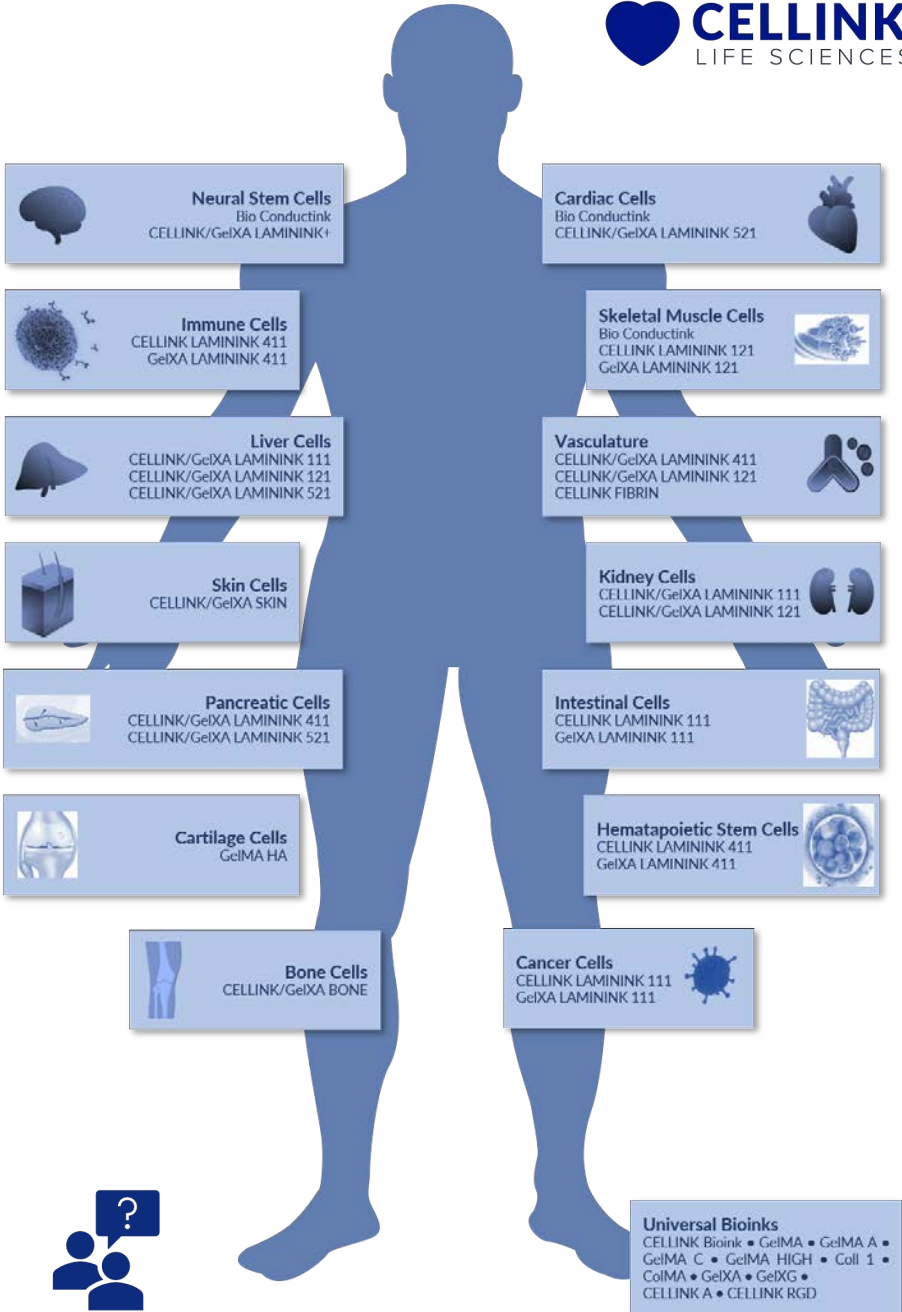 CELLINK
LIFE SCIENCES
Neural Stem Cells
Bio Conductink
CELLINK/GelXA LAMININK+
Cardiac Cells
Bio Conductink
CELLINK/GelXA LAMININK 521
Immune Cells
CELLINK LAMININK 411
GelXA LAMININK 411
Skeletal Muscle Cells
Bio Conductink
CELLINK LAMININK 121
GelXA LAMININK 121
Liver Cells
CELLINK/GelXA LAMININK 111
CELLINK/GelXA LAMININK 121
CELLINK/GelXA LAMININK 521
Vasculature
CELLINK/GelXA LAMININK 411
CELLINK/GelXA LAMININK 121
CELLINK FIBRIN
Skin Cells
CELLINK/GelXA SKIN
Kidney Cells
CELLINK/GelXA LAMININK 111
CELLINK/GelXA LAMININK 121
Pancreatic Cells
CELLINK/GelXA LAMININK 411
CELLINK/GelXA LAMININK 521
Intestinal Cells
CELLINK LAMININK 111
GelXA LAMININK 111
Cartilage Cells
GelMA HA
Hematapoietic Stem Cells
CELLINK LAMININK 411
GelXA LAMININK 411
Bone Cells
CELLINK/GelXA BONE
Cancer Cells
CELLINK LAMININK 111
GelXA LAMININK 111
?
Universal Bioinks
CELLINK Bioink • GelMA • GelMA A •
GelMA C • GelMA HIGH • Coll 1 •
ColMA • GelXA • GelXG •
CELLINK A • CELLINK RGD